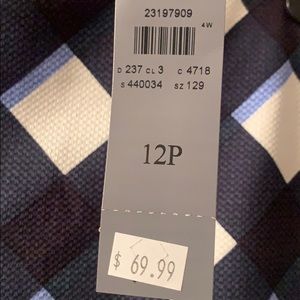 23197909
4W
D 237 CL 3 C 4718
S 440034 SZ 129
12P
$ 69.99